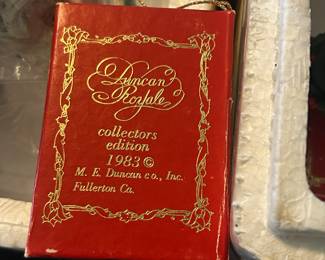 Duncan
Royale
collectors
edition
1983 ©
M. E. Duncan co., Inc.
Fullerton Ca.